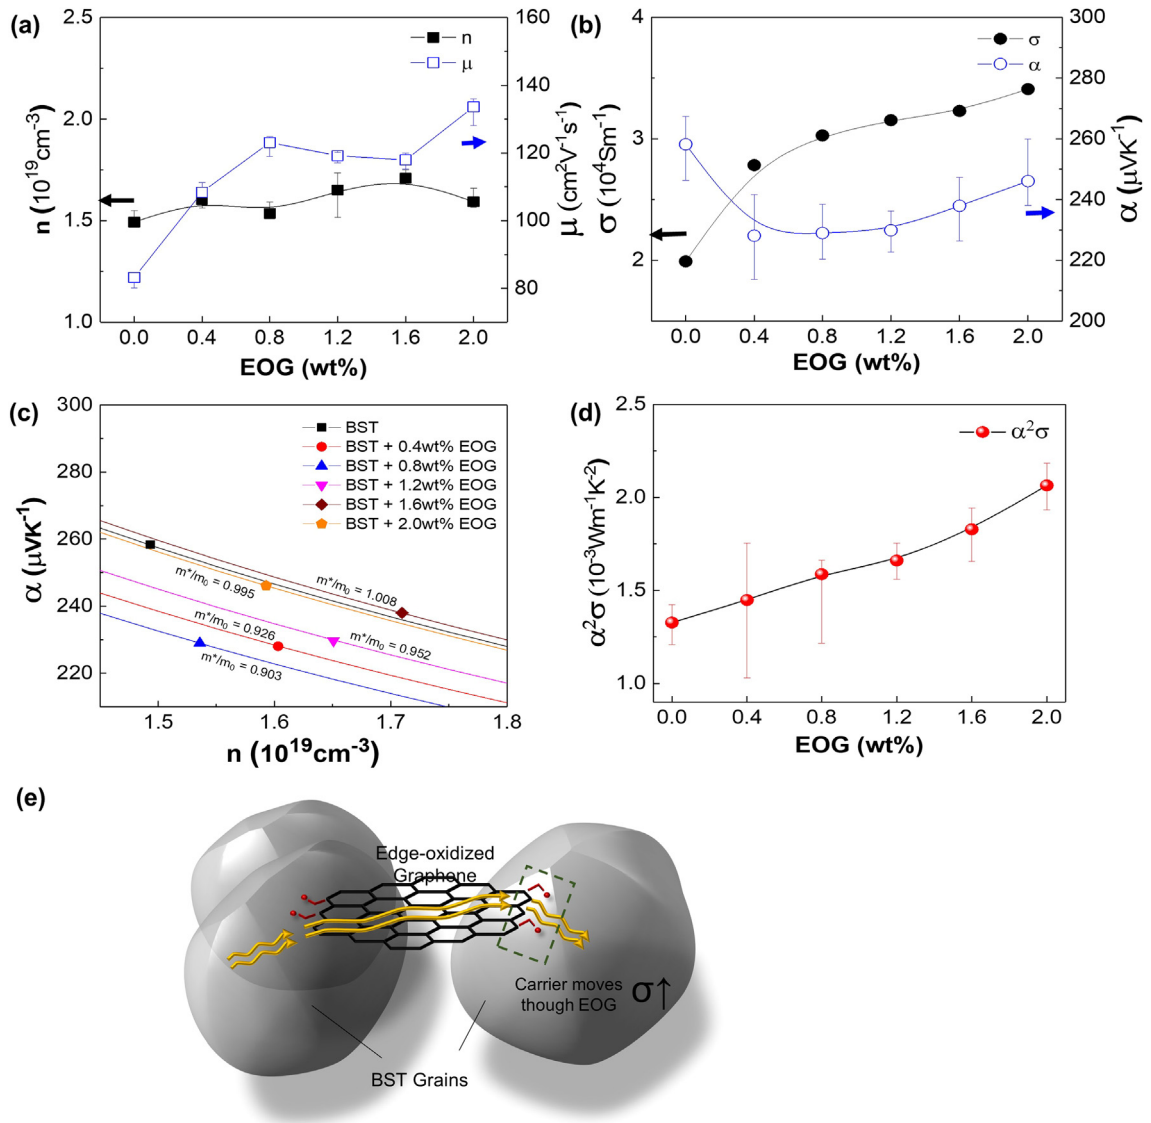 (a)
2.5
2.0
1.5
1.0
n (10¹⁹cm⁻³)
n
μ
160
140
120
100
80
μ (cm²V⁻¹s⁻¹)
0.0 0.4 0.8 1.2 1.6 2.0
EOG (wt%)
(b)
4
3
2
σ (10⁴Sm⁻¹)
σ
α
300
280
260
240
220
200
α (μVK⁻¹)
0.0 0.4 0.8 1.2 1.6 2.0
EOG (wt%)
(c)
300
280
260
240
220
α (μVK⁻¹)
BST
BST + 0.4wt% EOG
BST + 0.8wt% EOG
BST + 1.2wt% EOG
BST + 1.6wt% EOG
BST + 2.0wt% EOG
m*/m₀ = 0.995
m*/m₀ = 1.008
m*/m₀ = 0.926
m*/m₀ = 0.952
m*/m₀ = 0.903
1.5 1.6 1.7 1.8
n (10¹⁹cm⁻³)
(d)
2.5
2.0
1.5
1.0
α²σ (10⁻³Wm⁻¹K⁻²)
α²σ
0.0 0.4 0.8 1.2 1.6 2.0
EOG (wt%)
(e)
Edge-oxidized
Graphene
Carrier moves
though EOG
σ↑
BST Grains